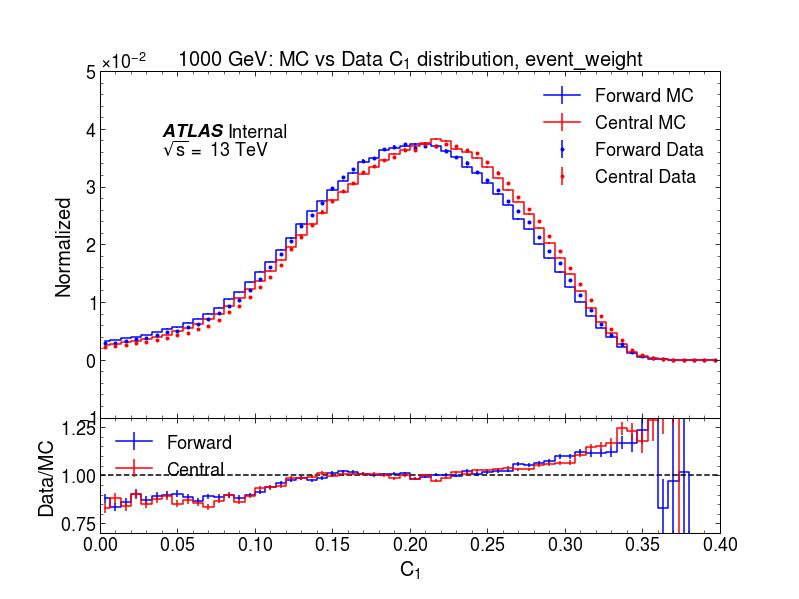 ×10⁻² 1000 GeV: MC vs Data C₁ distribution, event_weight
5
4
3
2
1
0
−1
Normalized
ATLAS Internal
√s = 13 TeV
Forward MC
Central MC
Forward Data
Central Data
1.25
1.00
0.75
Data/MC
Forward
Central
0.00 0.05 0.10 0.15 0.20 0.25 0.30 0.35 0.40
C₁